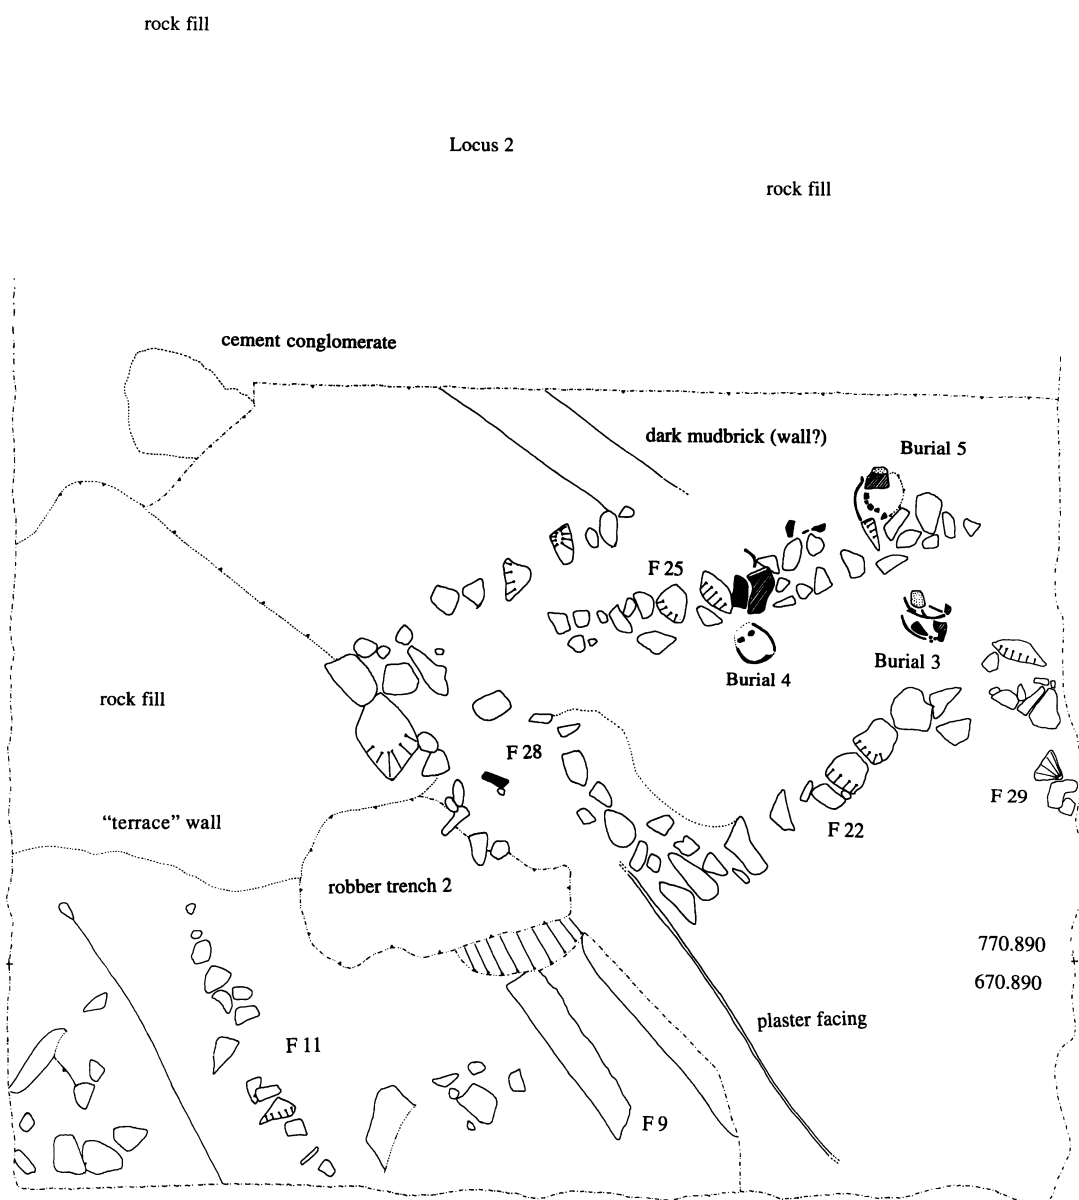 rock fill
Locus 2
rock fill
cement conglomerate
dark mudbrick (wall?)
Burial 5
F 25
Burial 3
Burial 4
rock fill
F 28
F 29
"terrace" wall
F 22
robber trench 2
770.890
670.890
plaster facing
F 11
F 9